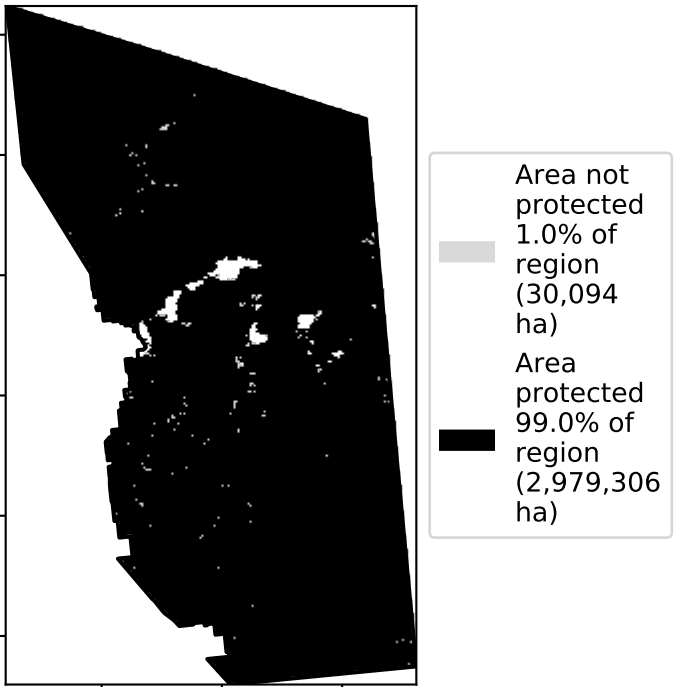 Area not
protected
1.0% of
region
(30,094
ha)
Area
protected
99.0% of
region
(2,979,306
ha)